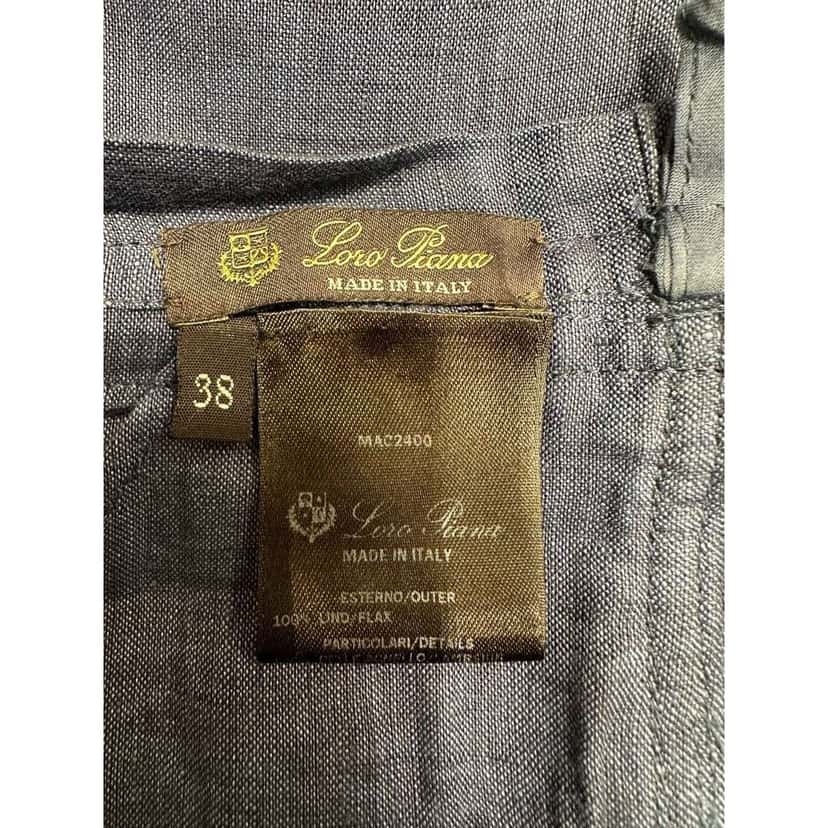 Loro Piana
MADE IN ITALY
38
MAC2400
Loro Piana
MADE IN ITALY
ESTERNO/OUTER
100% LINO/FLAX
PARTICOLARI/DETAILS